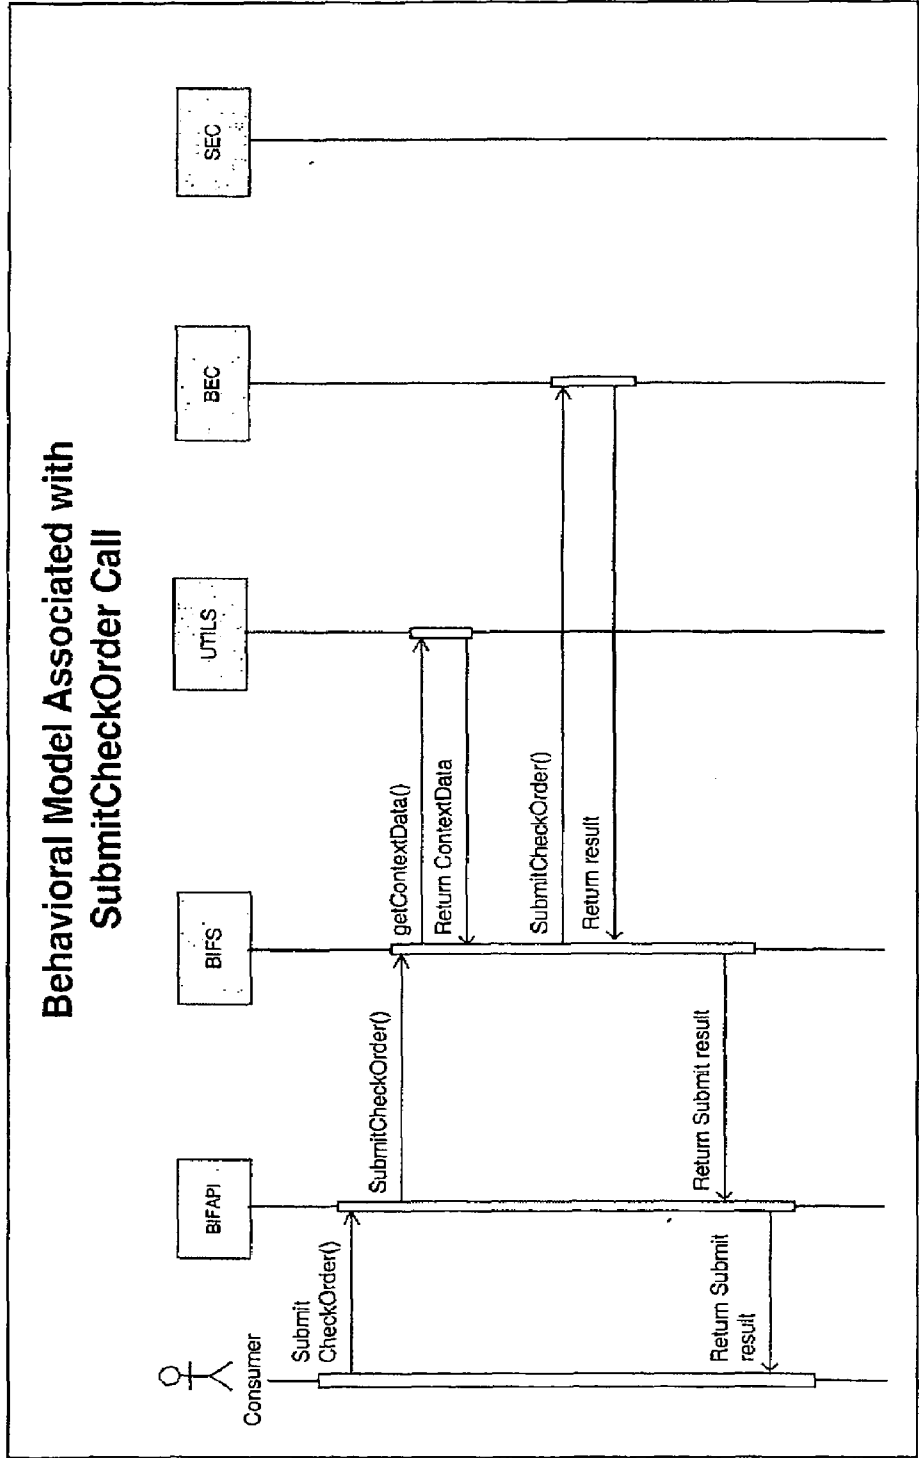 Behavioral Model Associated with
SubmitCheckOrder Call
Consumer
BIFAPI
BIFS
UTILS
BEC
SEC
Submit
CheckOrder()
SubmitCheckOrder()
getContextData()
Return ContextData
SubmitCheckOrder()
Return result
Return Submit result
Return Submit
result